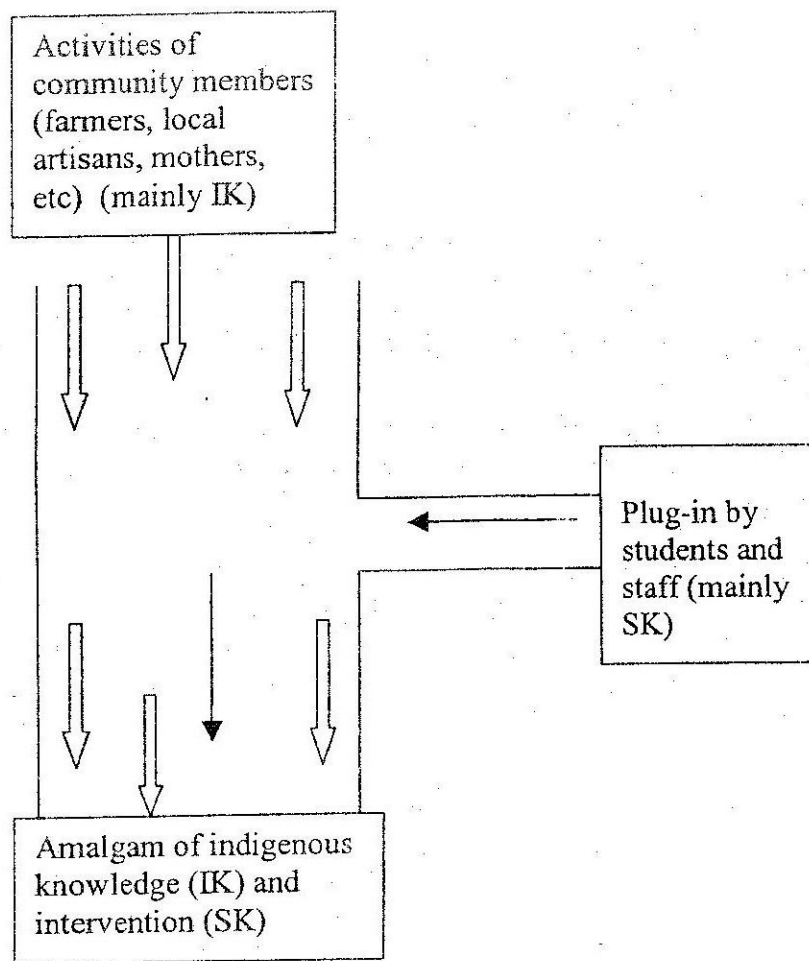 Activities of
community members
(farmers, local
artisans, mothers,
etc) (mainly IK)
Plug-in by
students and
staff (mainly
SK)
Amalgam of indigenous
knowledge (IK) and
intervention (SK)